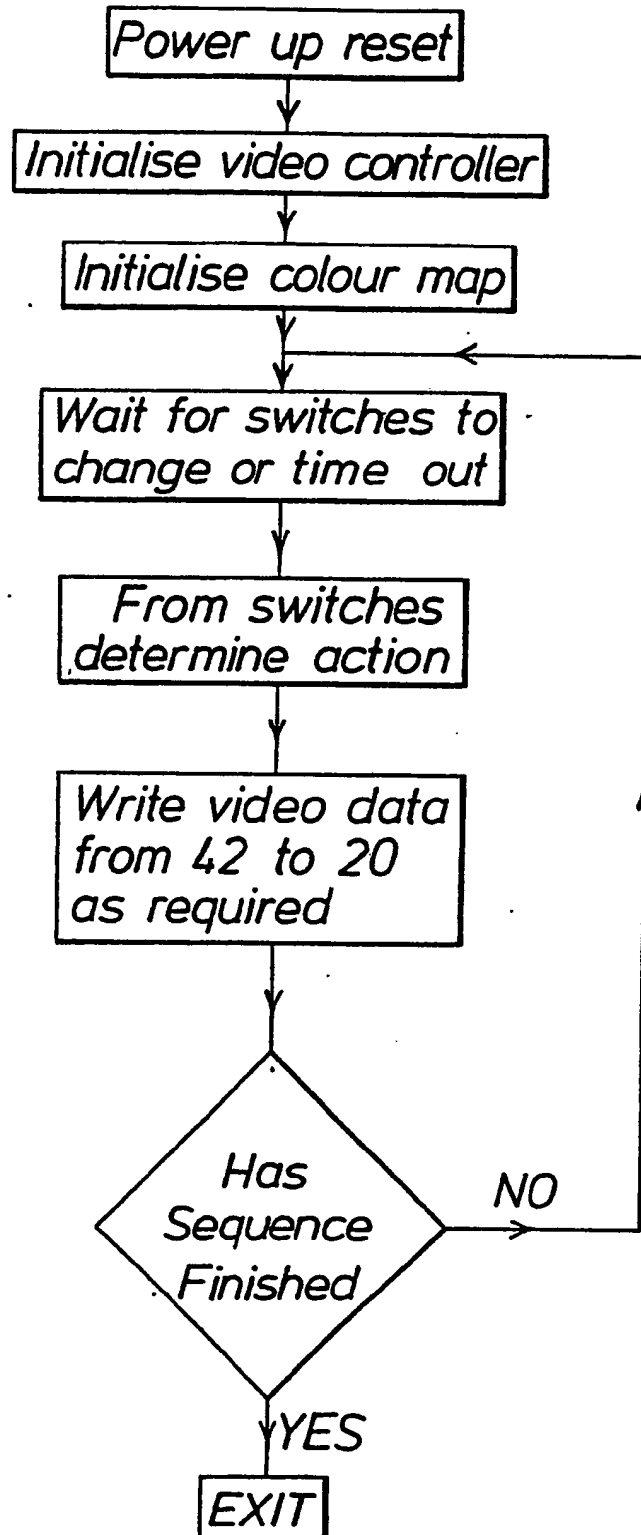 Power up reset
Initialise video controller
Initialise colour map
Wait for switches to
change or time out
From switches
determine action
Write video data
from 42 to 20
as required
Has
Sequence
Finished
NO
YES
EXIT